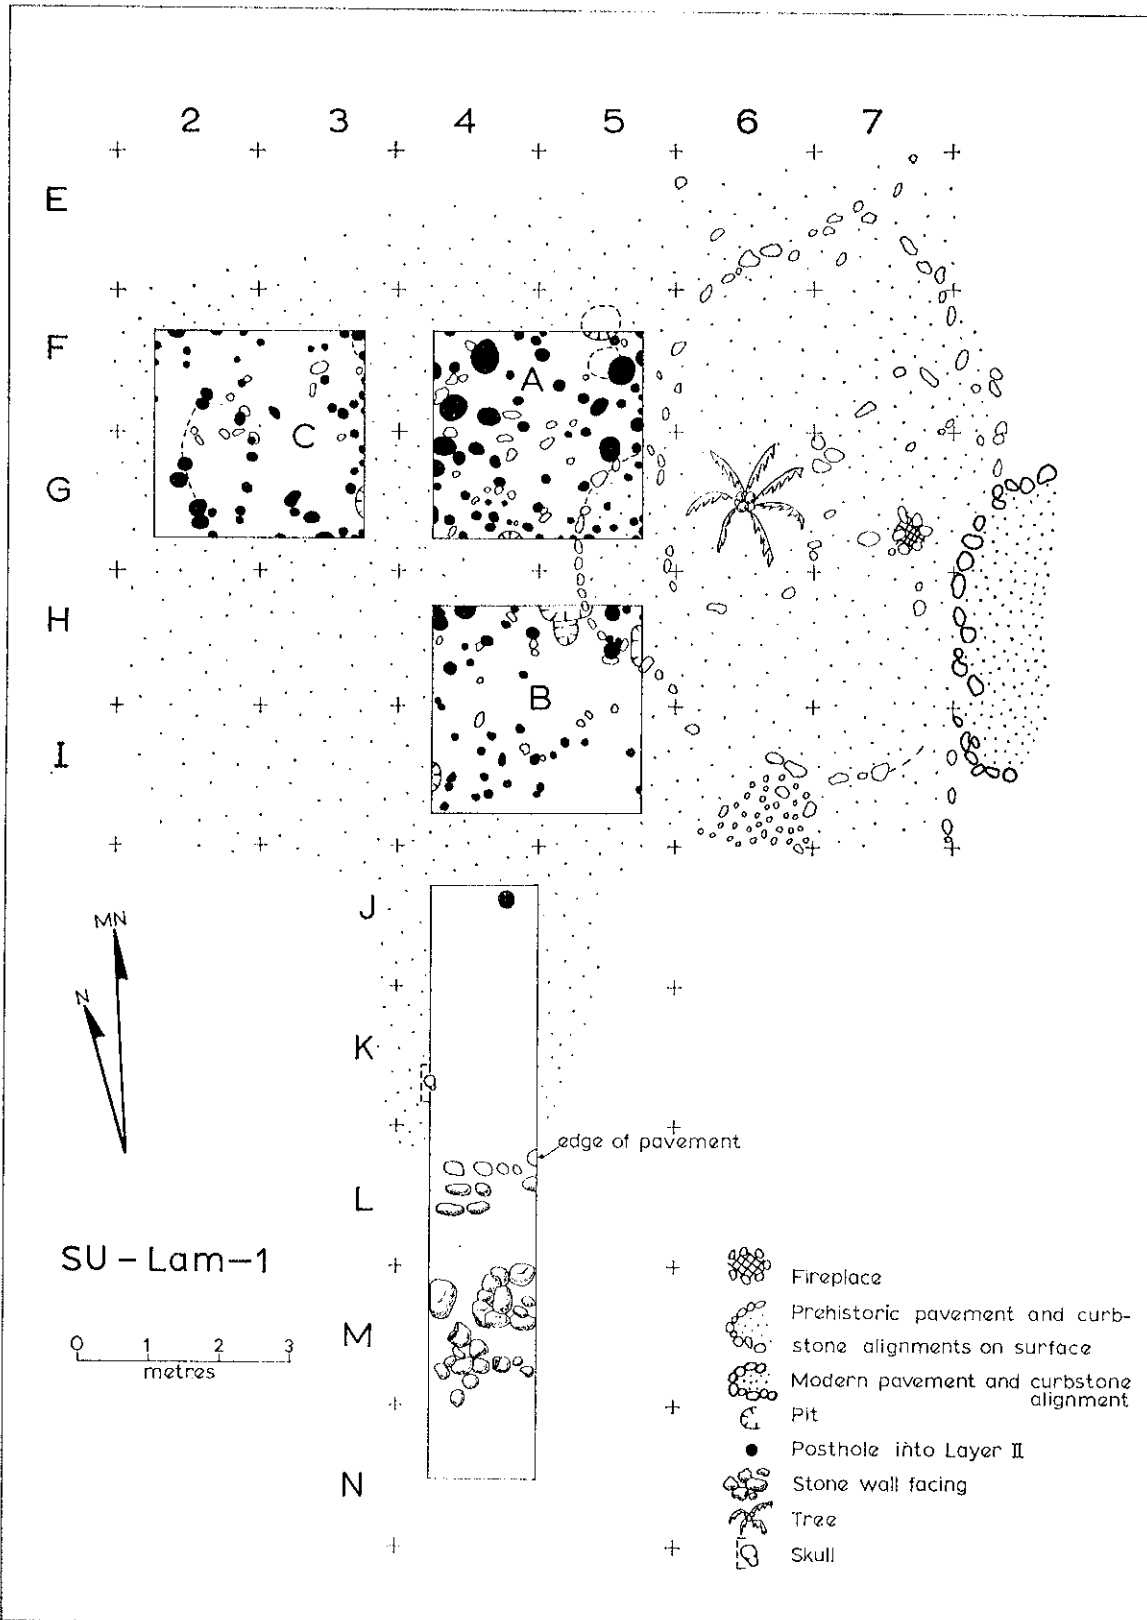 2 3 4 5 6 7
E
F
A
C
G
H
B
I
J
MN
N
K
edge of pavement
L
SU-Lam-1
M
0 1 2 3
metres
N
Fireplace
Prehistoric pavement and curb-
stone alignments on surface
Modern pavement and curbstone
alignment
Pit
Posthole into Layer II
Stone wall facing
Tree
Skull